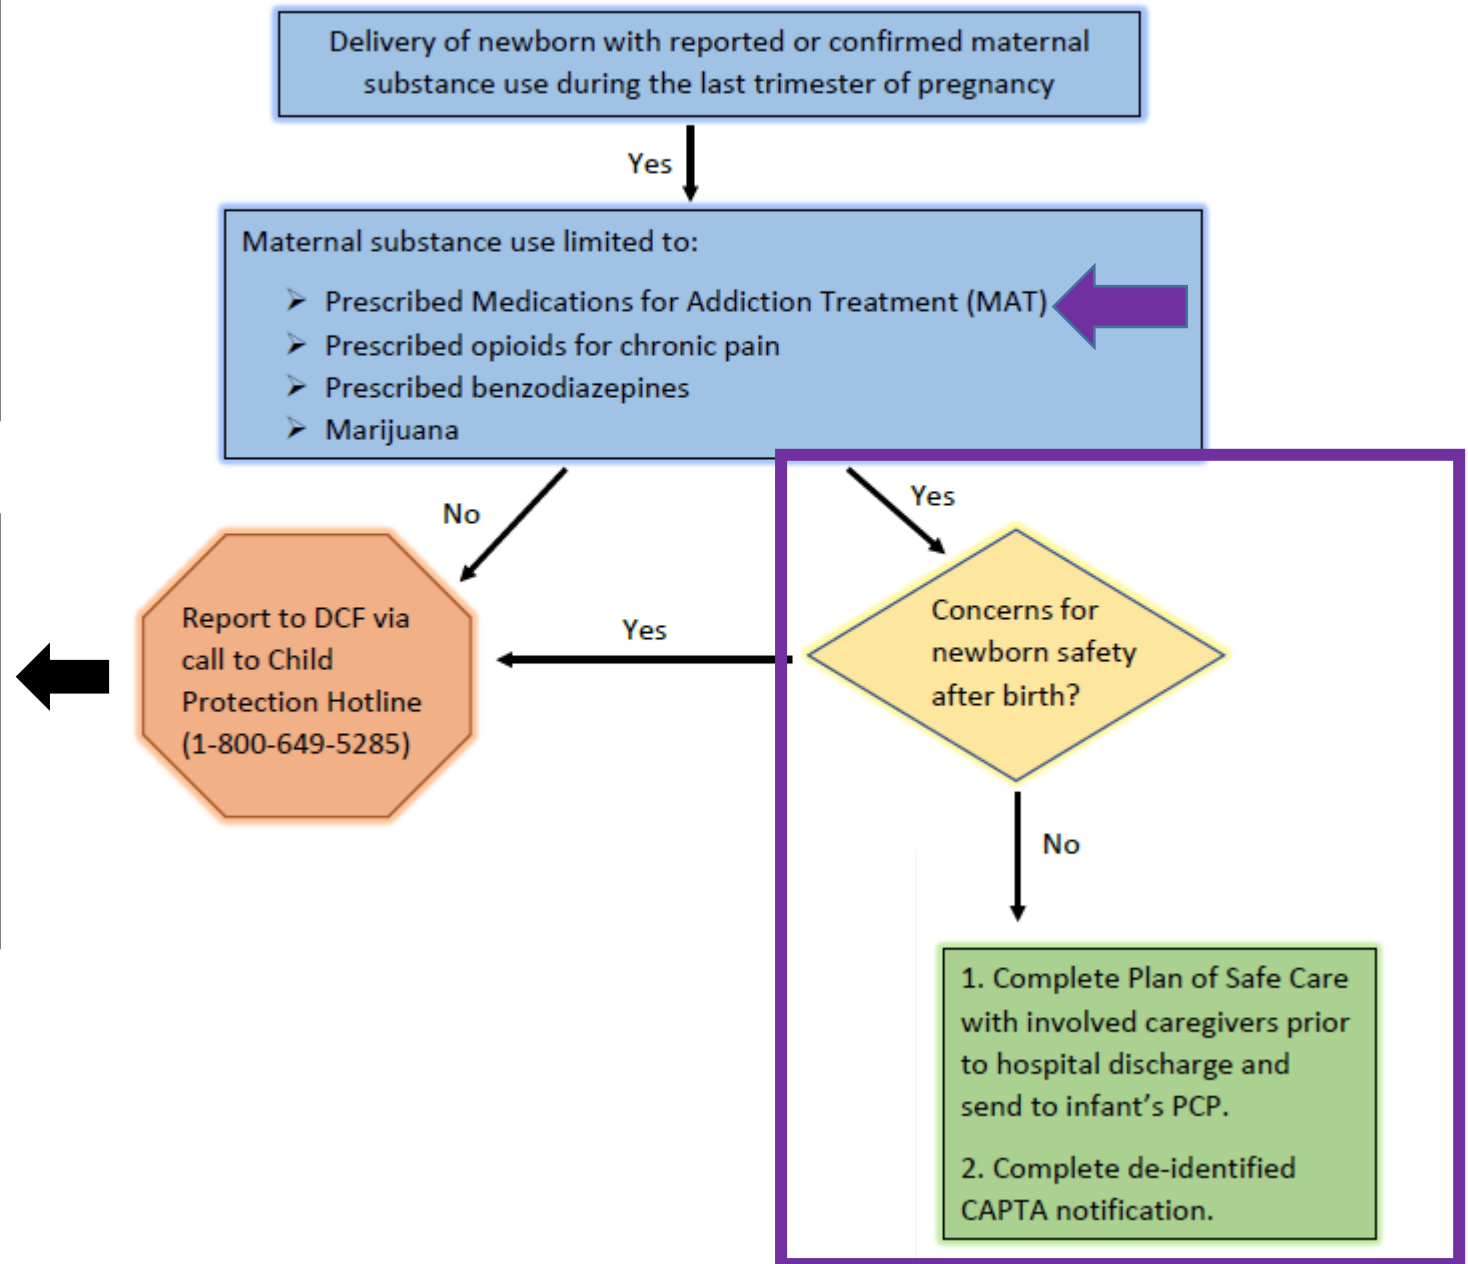 Delivery of newborn with reported or confirmed maternal
substance use during the last trimester of pregnancy
Yes
Maternal substance use limited to:
➢ Prescribed Medications for Addiction Treatment (MAT)
➢ Prescribed opioids for chronic pain
➢ Prescribed benzodiazepines
➢ Marijuana
No
Yes
Report to DCF via
call to Child
Protection Hotline
(1-800-649-5285)
Yes
Concerns for
newborn safety
after birth?
No
1. Complete Plan of Safe Care
with involved caregivers prior
to hospital discharge and
send to infant’s PCP.
2. Complete de-identified
CAPTA notification.